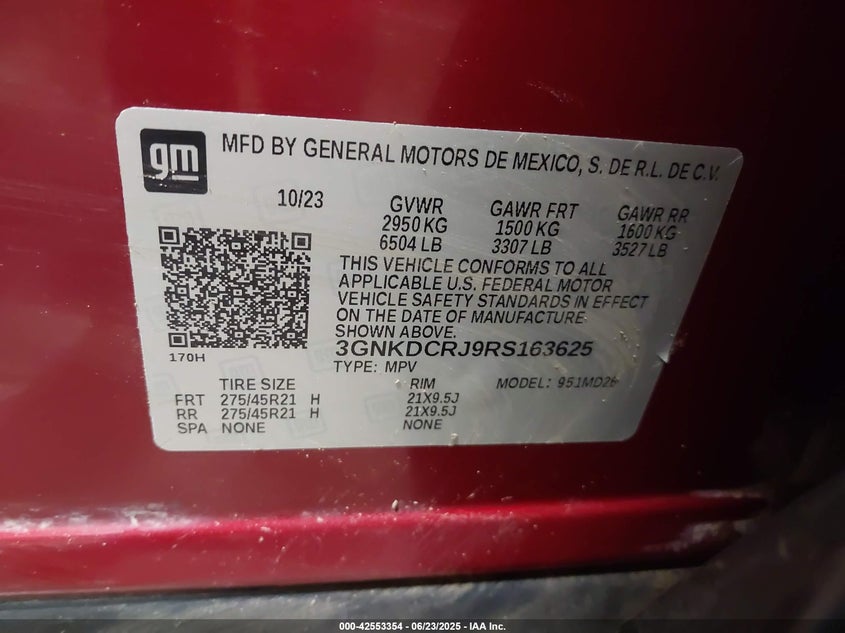 gm
MFD BY GENERAL MOTORS DE MEXICO, S. DE R.L. DE C.V.
10/23
GVWR GAWR FRT GAWR RR
2950 KG 1500 KG 1600 KG
6504 LB 3307 LB 3527 LB
THIS VEHICLE CONFORMS TO ALL
APPLICABLE U.S. FEDERAL MOTOR
VEHICLE SAFETY STANDARDS IN EFFECT
ON THE DATE OF MANUFACTURE
SHOWN ABOVE.
170H
3GNKDCRJ9RS163625
TYPE: MPV
TIRE SIZE RIM MODEL:
FRT 275/45R21 H 21X9.5J
RR 275/45R21 H 21X9.5J
SPA NONE NONE
000-42553354 - 06/23/2025 - IAA Inc.